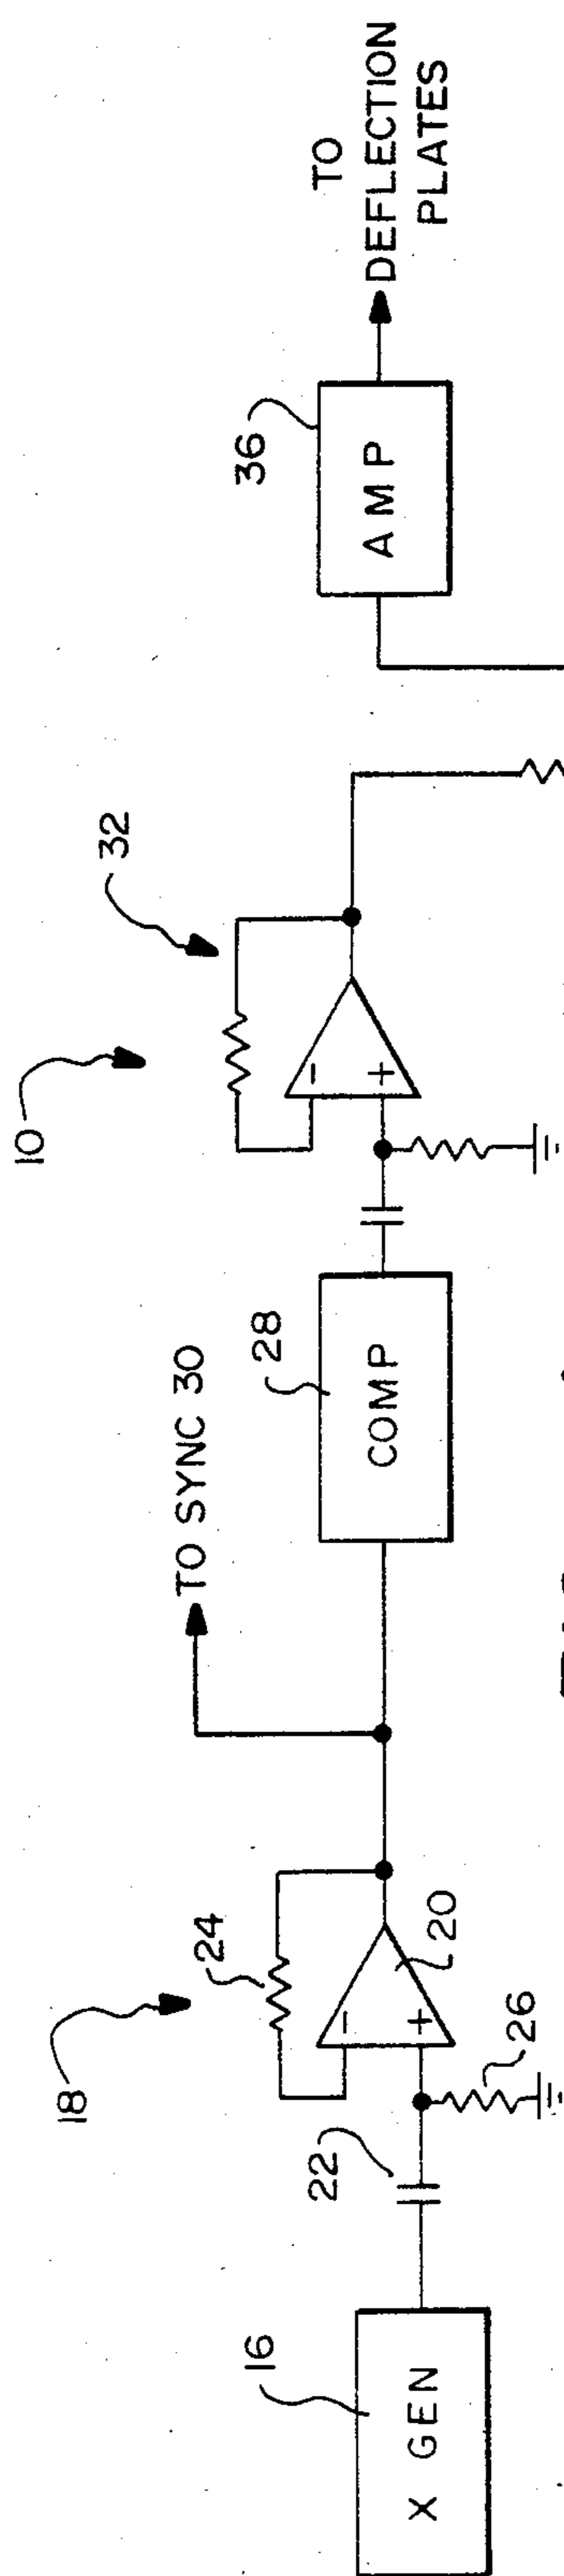 10
32
36
TO
DEFLECTION
PLATES
AMP
TO SYNC 30
28
COMP
-
+
18
24
20
-
+
22
26
16
X GEN